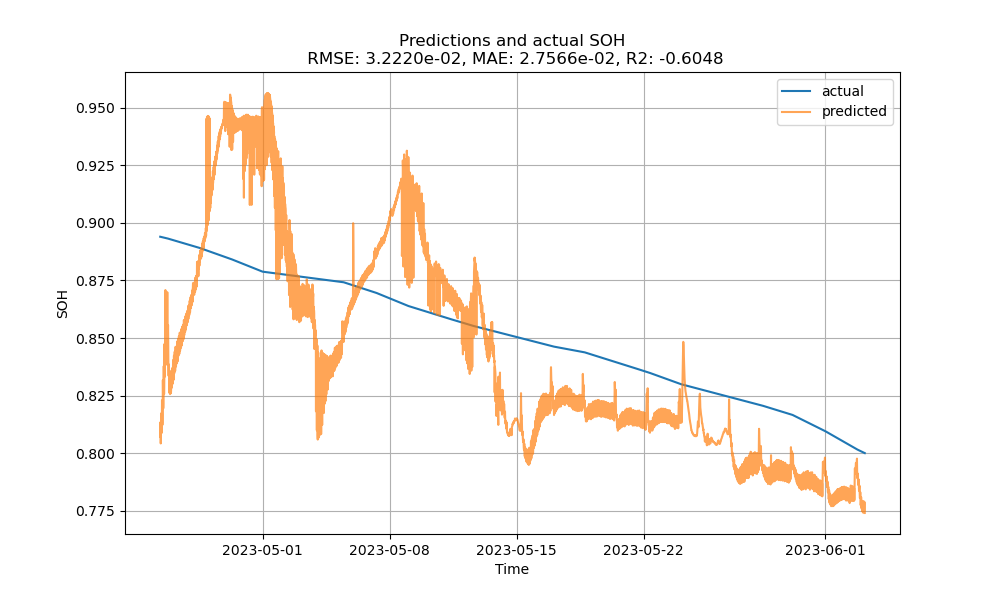 Predictions and actual SOH
RMSE: 3.2220e-02, MAE: 2.7566e-02, R2: -0.6048
actual
predicted
0.950
0.925
0.900
0.875
0.850
0.825
0.800
0.775
SOH
2023-05-01
2023-05-08
2023-05-15
2023-05-22
2023-06-01
Time